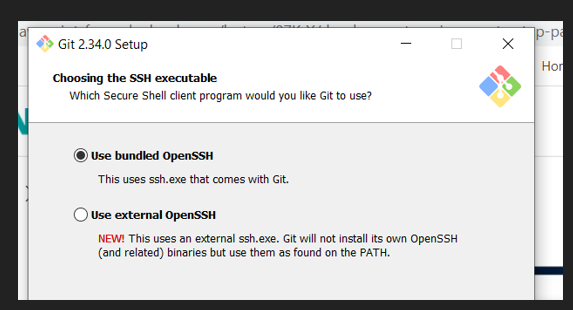 Git 2.34.0 Setup
Choosing the SSH executable
Which Secure Shell client program would you like Git to use?
Hor
Use bundled OpenSSH
This uses ssh.exe that comes with Git.
Use external OpenSSH
NEW! This uses an external ssh.exe. Git will not install its own OpenSSH
(and related) binaries but use them as found on the PATH.